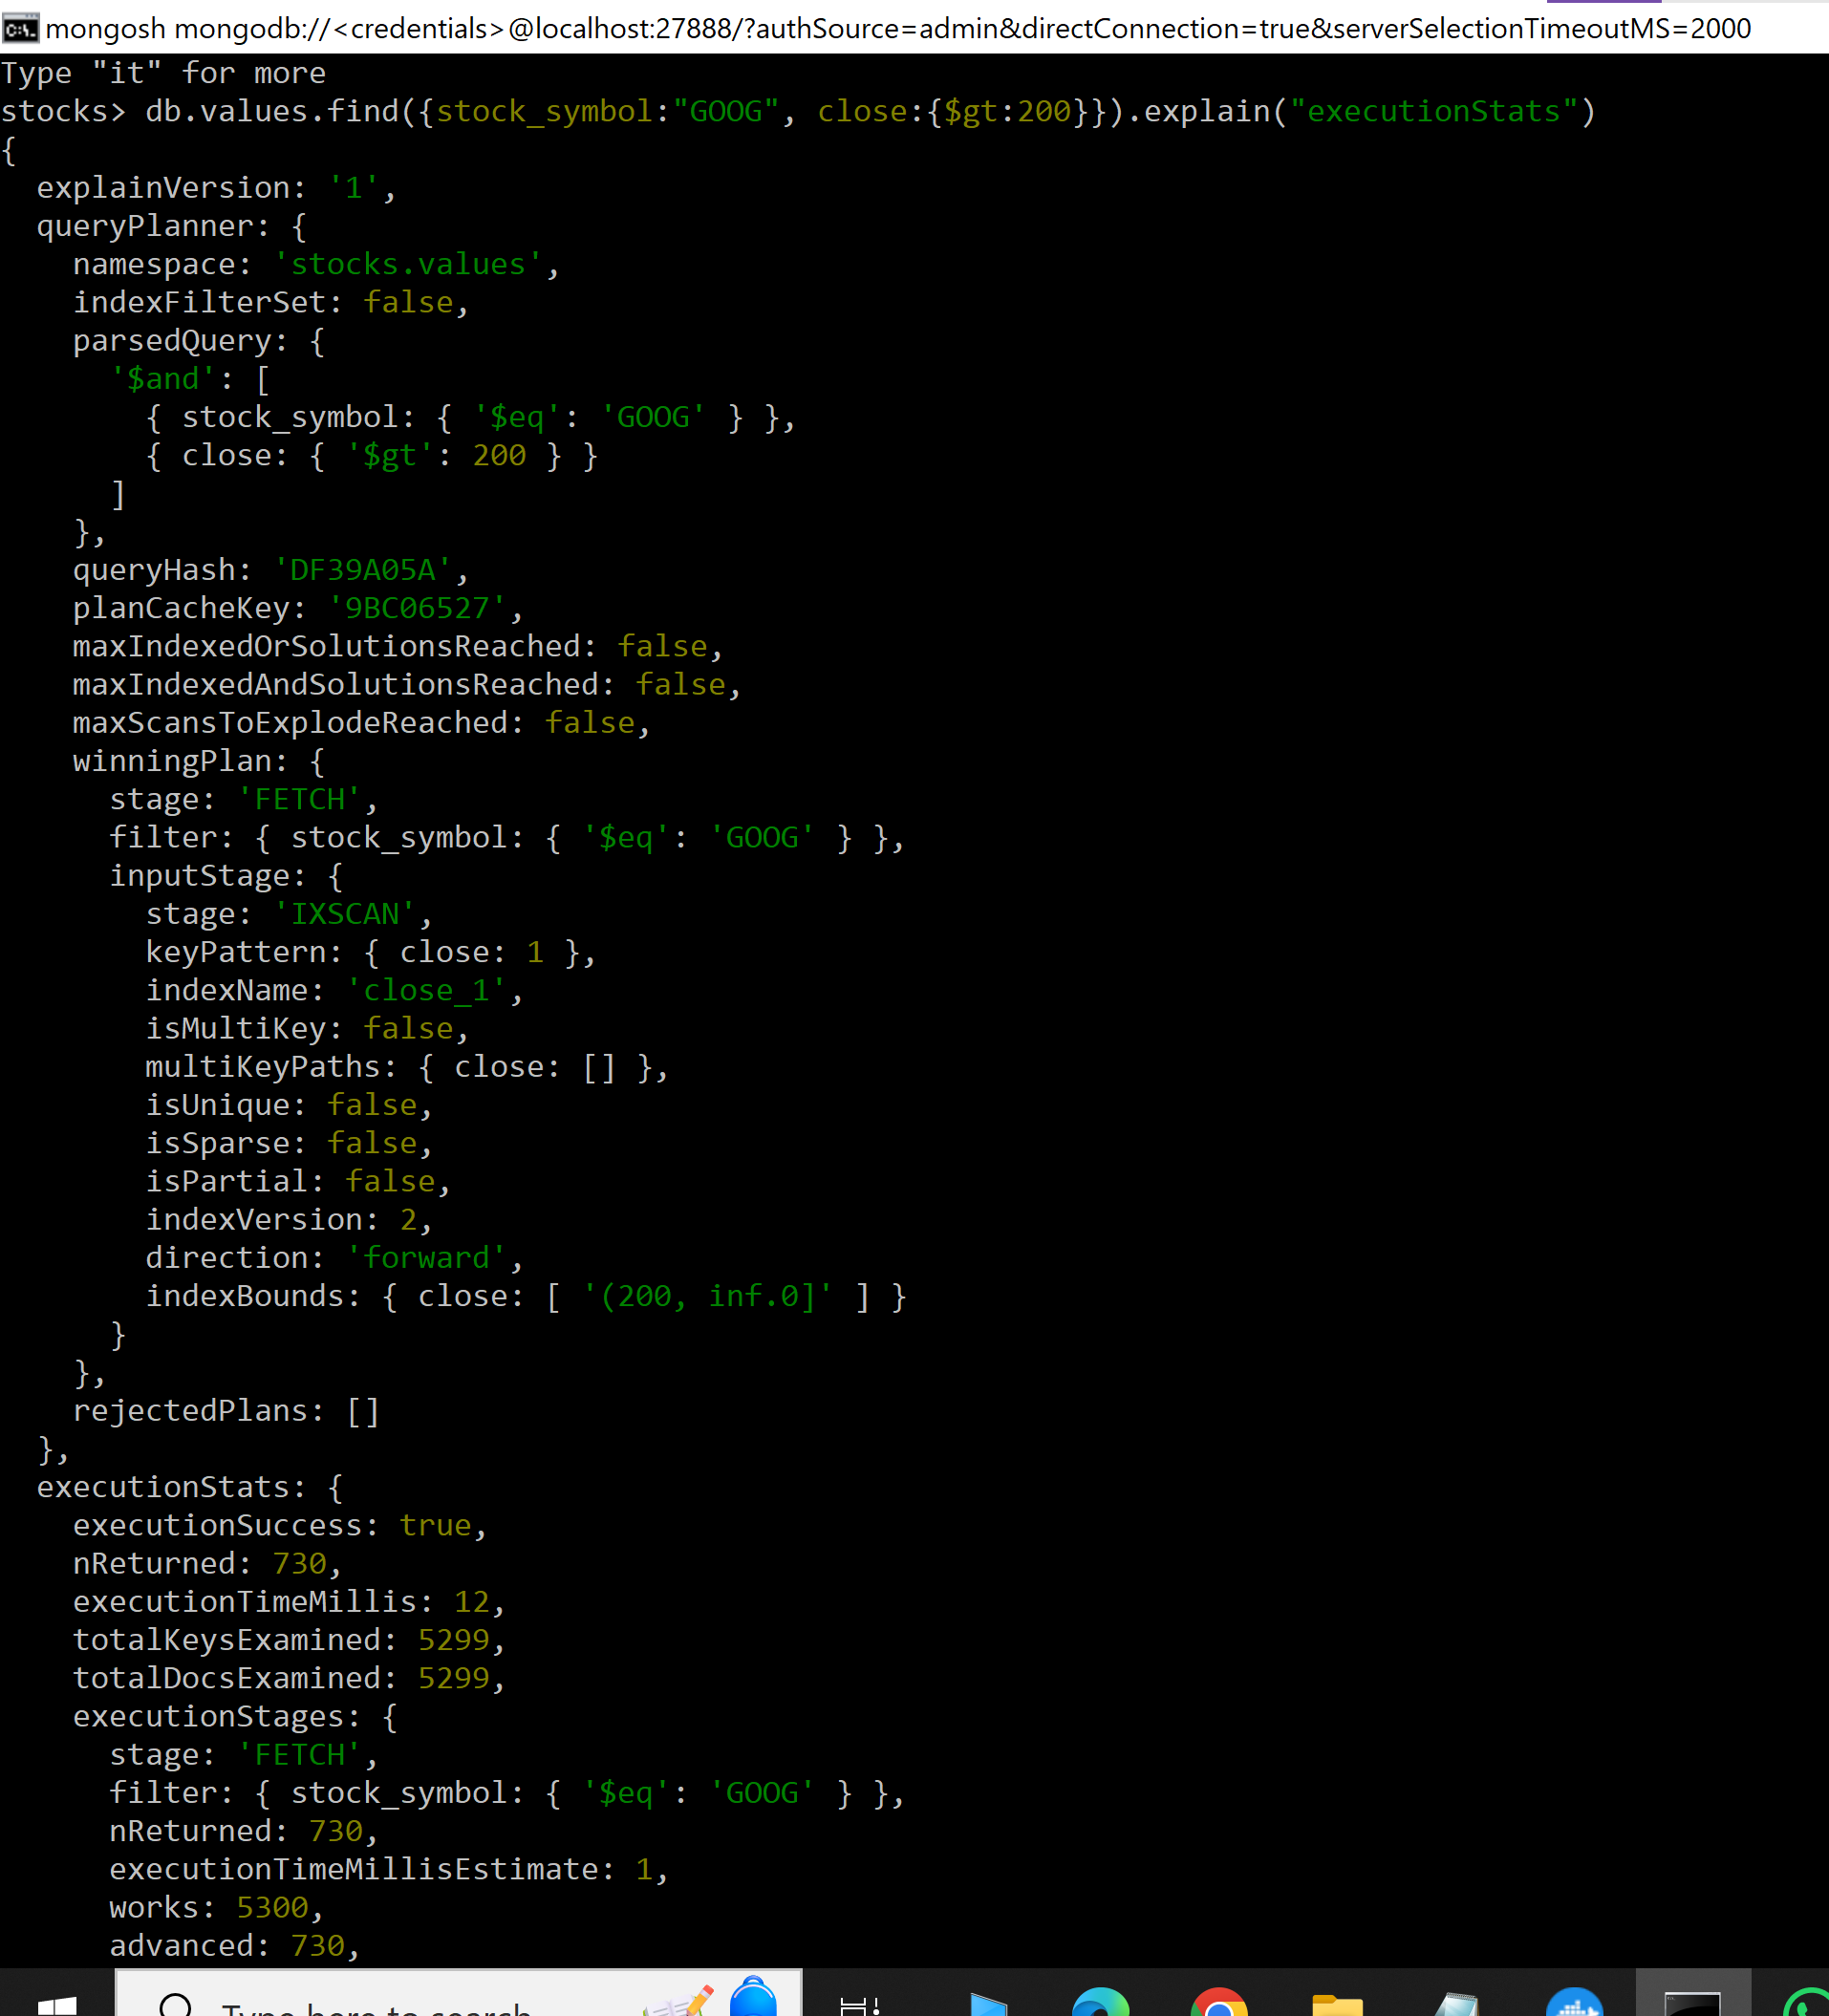 mongosh mongodb://<credentials>@localhost:27888/?authSource=admin&directConnection=true&serverSelectionTimeoutMS=2000
Type "it" for more
stocks> db.values.find({stock_symbol:"GOOG", close:{$gt:200}}).explain("executionStats")
{
  explainVersion: '1',
  queryPlanner: {
    namespace: 'stocks.values',
    indexFilterSet: false,
    parsedQuery: {
      '$and': [
        { stock_symbol: { '$eq': 'GOOG' } },
        { close: { '$gt': 200 } }
      ]
    },
    queryHash: 'DF39A05A',
    planCacheKey: '9BC06527',
    maxIndexedOrSolutionsReached: false,
    maxIndexedAndSolutionsReached: false,
    maxScansToExplodeReached: false,
    winningPlan: {
      stage: 'FETCH',
      filter: { stock_symbol: { '$eq': 'GOOG' } },
      inputStage: {
        stage: 'IXSCAN',
        keyPattern: { close: 1 },
        indexName: 'close_1',
        isMultiKey: false,
        multiKeyPaths: { close: [] },
        isUnique: false,
        isSparse: false,
        isPartial: false,
        indexVersion: 2,
        direction: 'forward',
        indexBounds: { close: [ '(200, inf.0]' ] }
      }
    },
    rejectedPlans: []
  },
  executionStats: {
    executionSuccess: true,
    nReturned: 730,
    executionTimeMillis: 12,
    totalKeysExamined: 5299,
    totalDocsExamined: 5299,
    executionStages: {
      stage: 'FETCH',
      filter: { stock_symbol: { '$eq': 'GOOG' } },
      nReturned: 730,
      executionTimeMillisEstimate: 1,
      works: 5300,
      advanced: 730,
Type here to search